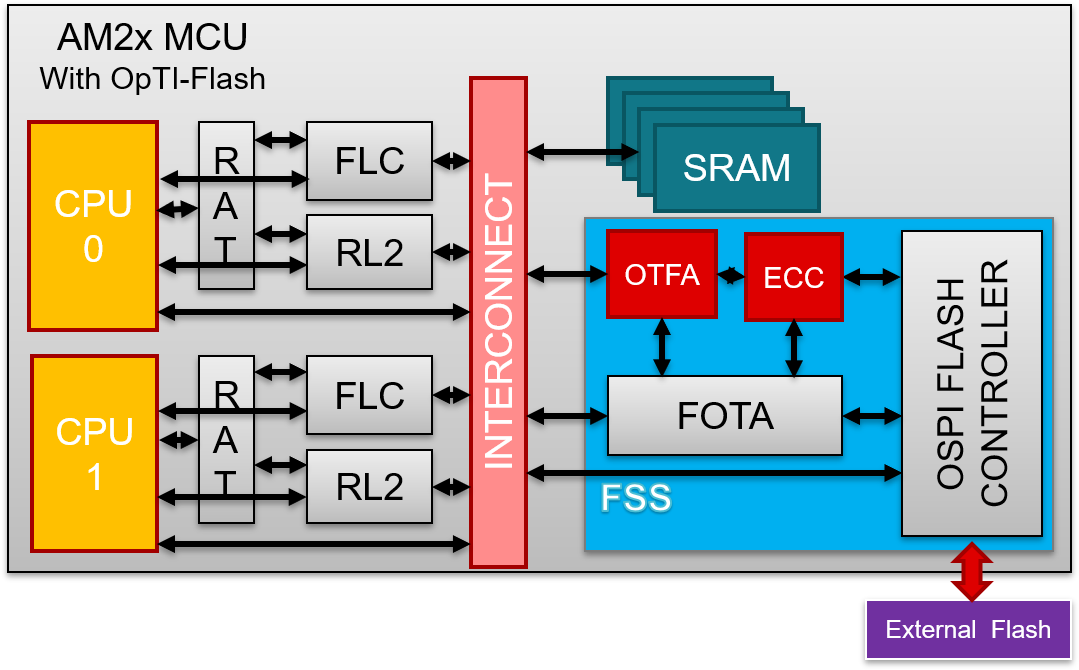 AM2x MCU
With OpTI-Flash
CPU
0
R
A
T
FLC
RL2
CPU
1
R
A
T
FLC
RL2
INTERCONNECT
SRAM
OTFA
ECC
FOTA
FSS
OSPI FLASH
CONTROLLER
External Flash